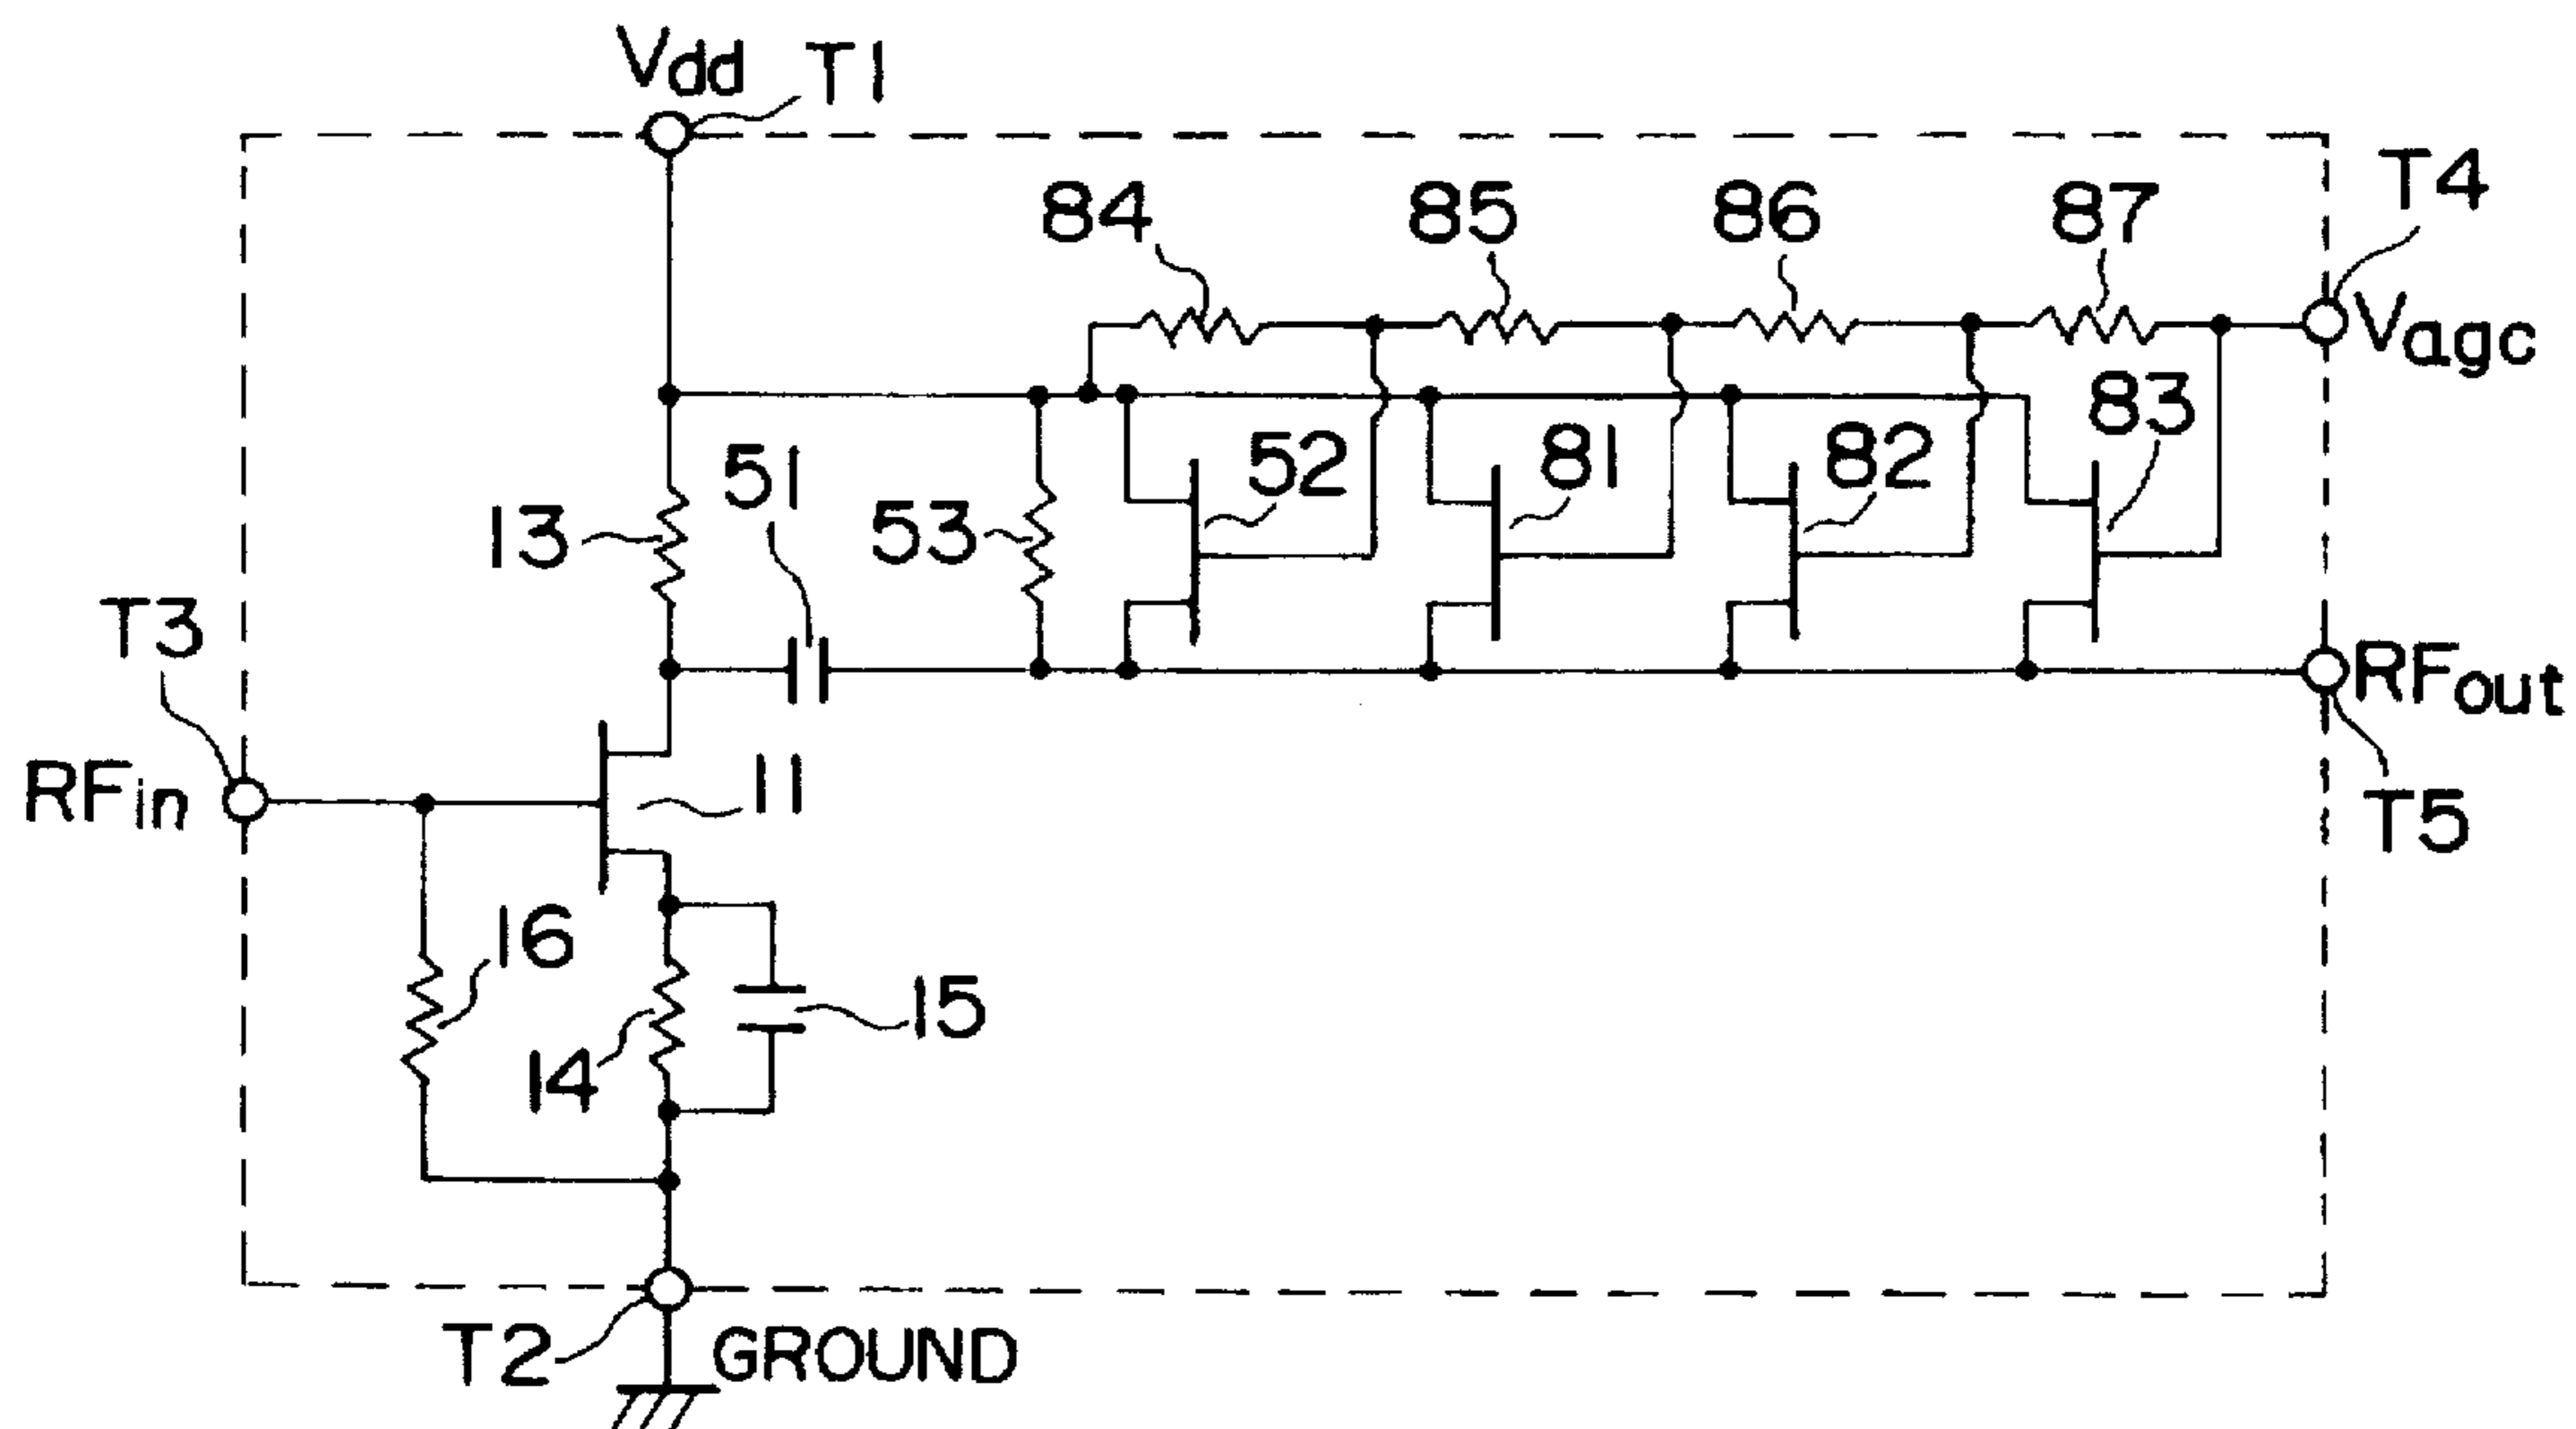 Vdd T1
T4
84 85 86 87
Vagc
83
51 52 81 82
13 53
T3
RFout
RFin 11
T5
16
15
14
T2 GROUND